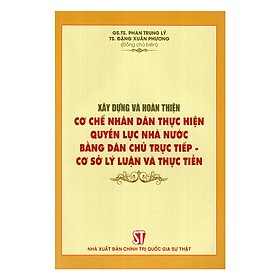 GS.TS. PHAN TRUNG LÝ
TS. ĐẶNG XUÂN PHƯƠNG
(Đồng chủ biên)
XÂY DỰNG VÀ HOÀN THIỆN
CƠ CHẾ NHÂN DÂN THỰC HIỆN
QUYỀN LỰC NHÀ NƯỚC
BẰNG DÂN CHỦ TRỰC TIẾP -
CƠ SỞ LÝ LUẬN VÀ THỰC TIỄN
ST
NHÀ XUẤT BẢN CHÍNH TRỊ QUỐC GIA SỰ THẬT